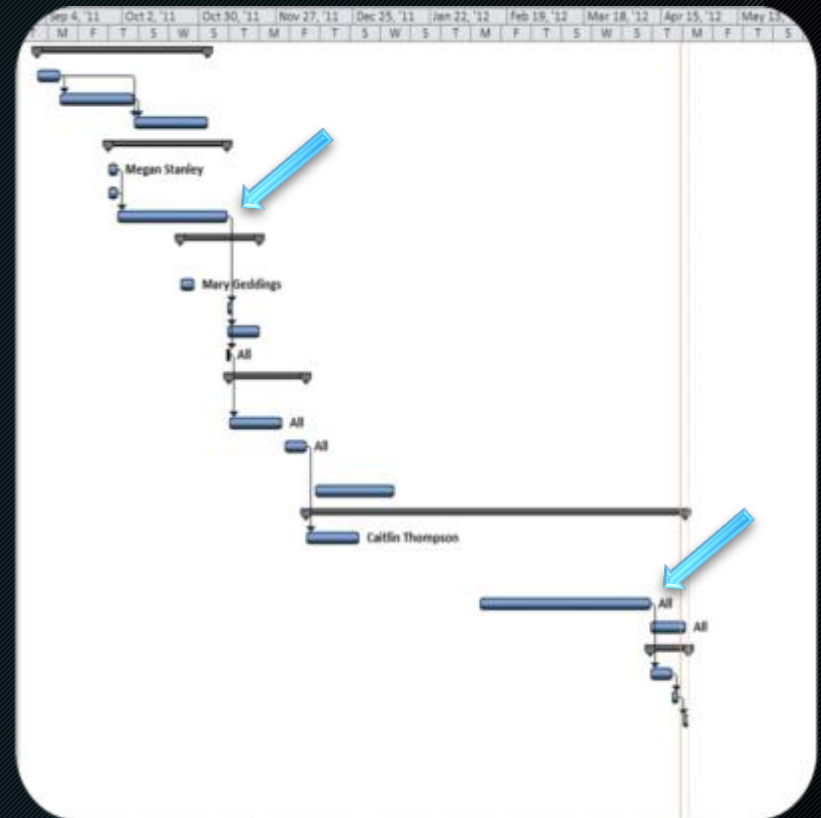 Sep 4, '11 Oct 2, '11 Oct 30, '11 Nov 27, '11 Dec 25, '11 Jan 22, '12 Feb 19, '12 Mar 18, '12 Apr 15, '12 May 13,
T M F T S W S T M F T S W S T M F T S W S T M F T S
Megan Stanley
Mary Geddings
All
All
All
Caitlin Thompson
All
All